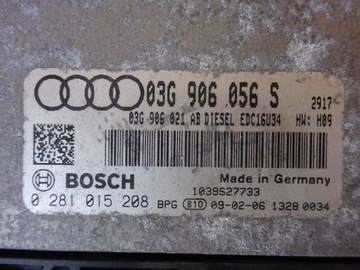 03G 906 056 S 2917
03G 906 021 AB DIESEL EDC16U34 HW: H09
BOSCH Made in Germany
1039S27733
0 281 015 208 BPG 810 09-02-06 1328 0034